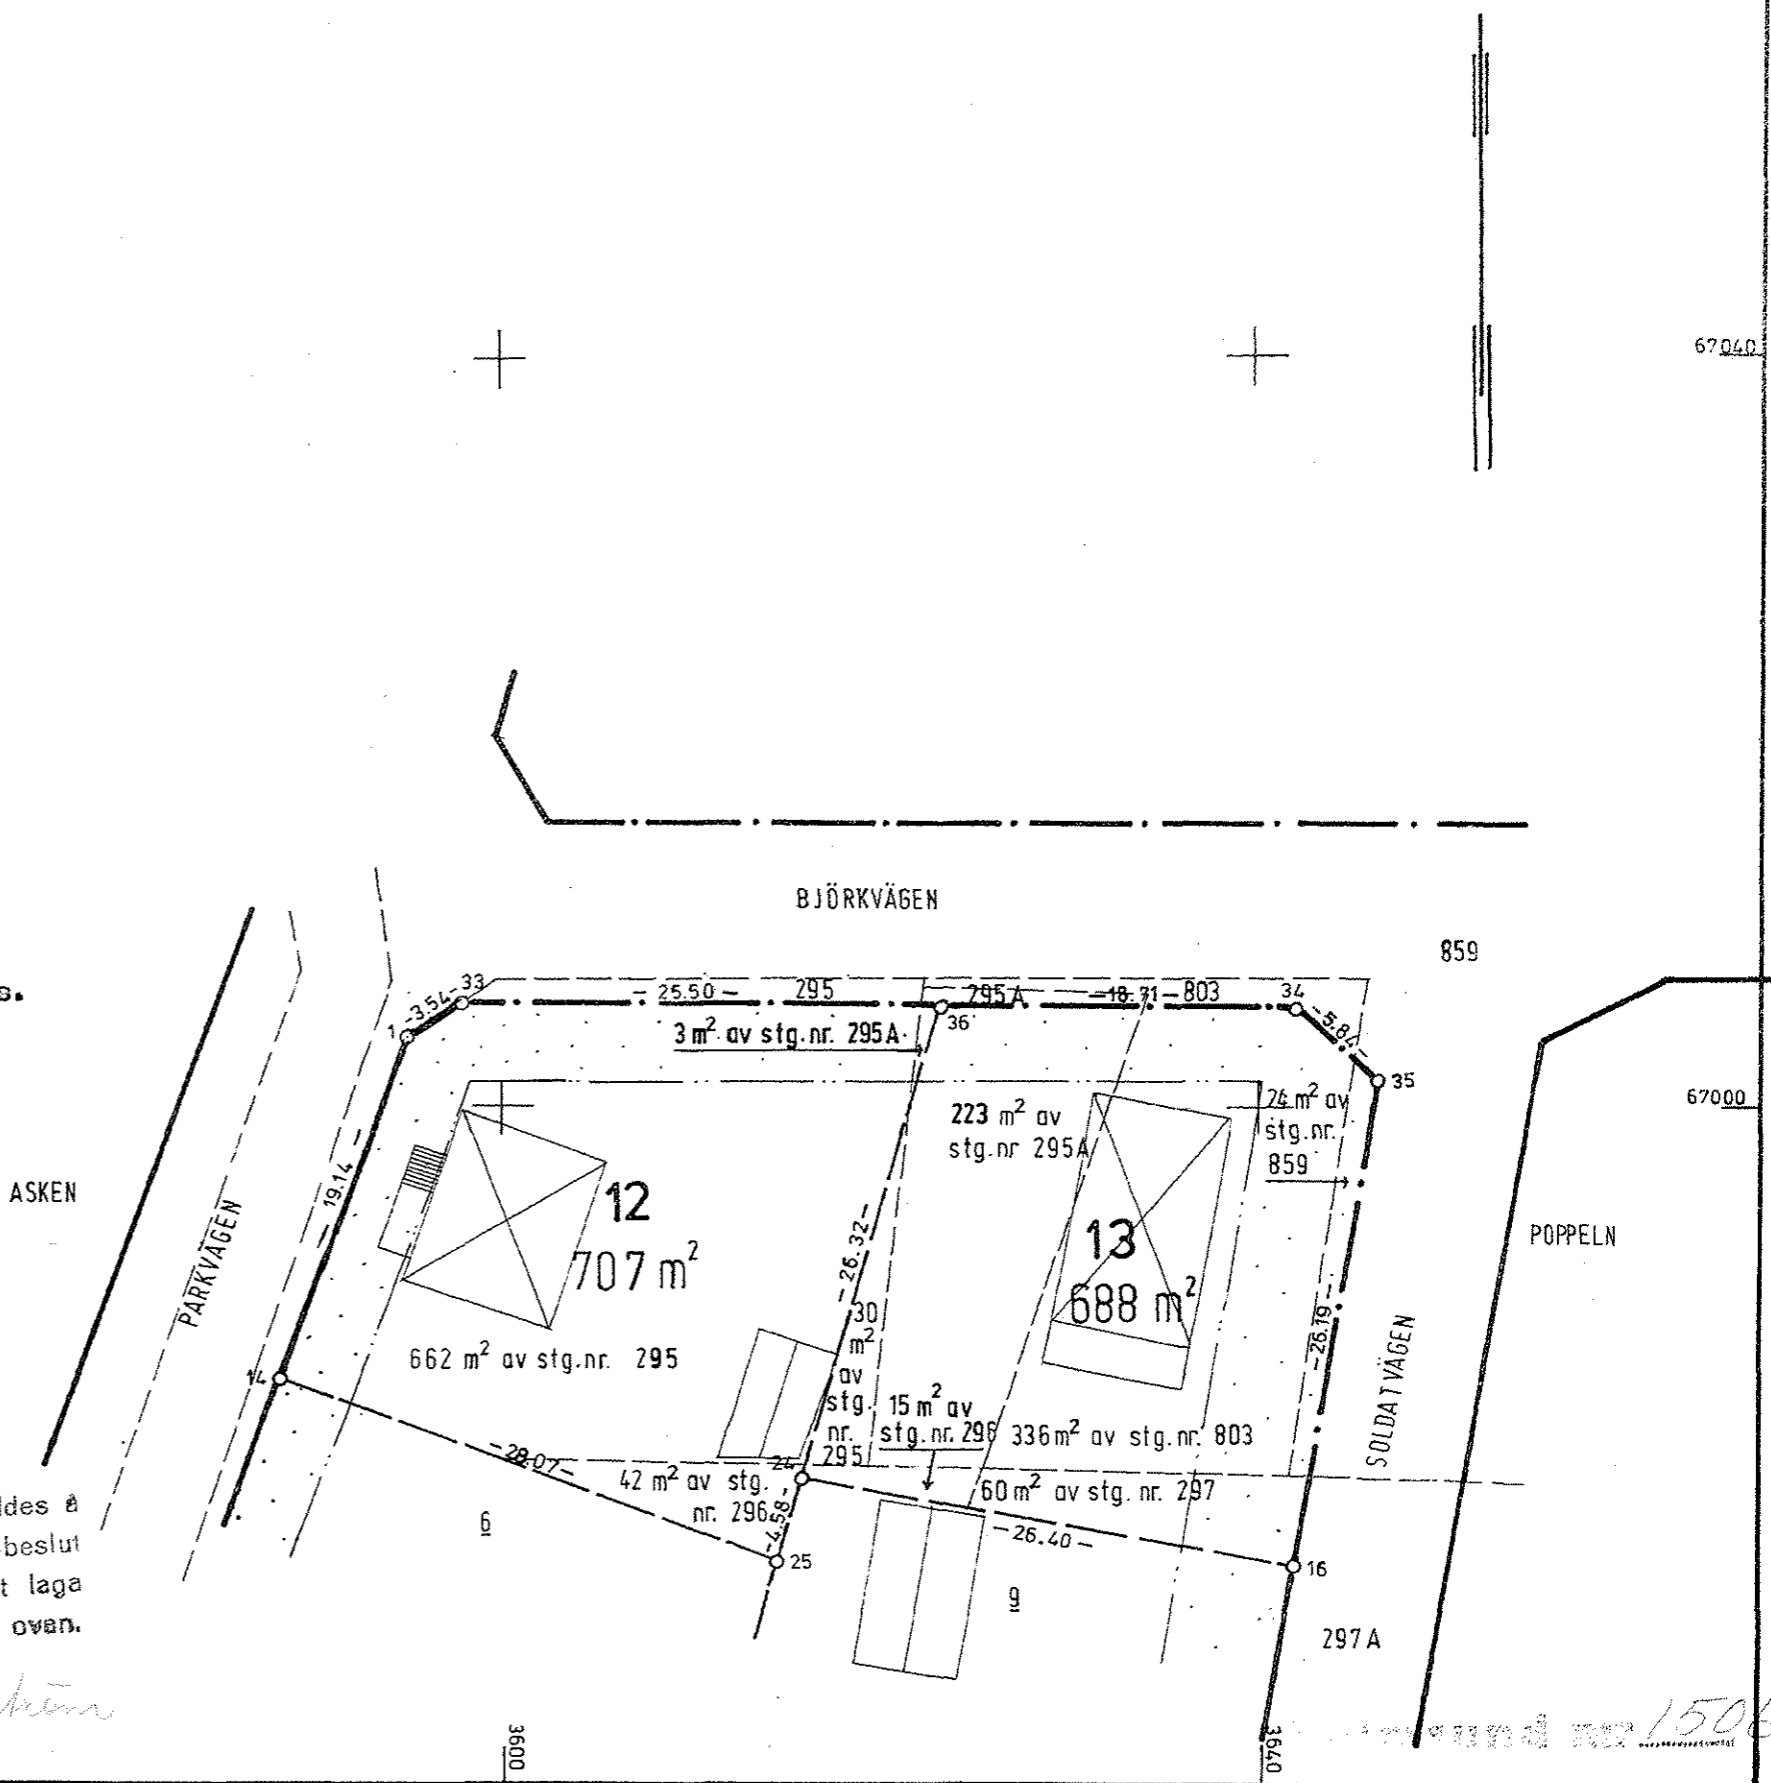 67040
BJÖRKVÄGEN
859
s.
33
-3.54-
- 25.50 -
295
295 A
-18.71-
803
34
-5.84-
1
36
3 m² av stg.nr. 295A
35
223 m² av
stg.nr 295A
24 m² av
stg.nr.
859
67000
ASKEN
PARKVÄGEN
- 19.14 -
12
707 m²
- 26.32 -
13
688 m²
POPPELN
SOLDATVÄGEN
- 26.19 -
30
m²
av
stg.
nr.
295
662 m² av stg.nr. 295
14
15 m² av
stg.nr. 296
336 m² av stg.nr. 803
- 28.07 -
24
42 m² av stg.
nr. 296
- 4.58 -
60 m² av stg. nr. 297
- 26.40 -
ldes å
beslut
t laga
ovan.
6
25
9
16
297A
3600
3640
1506